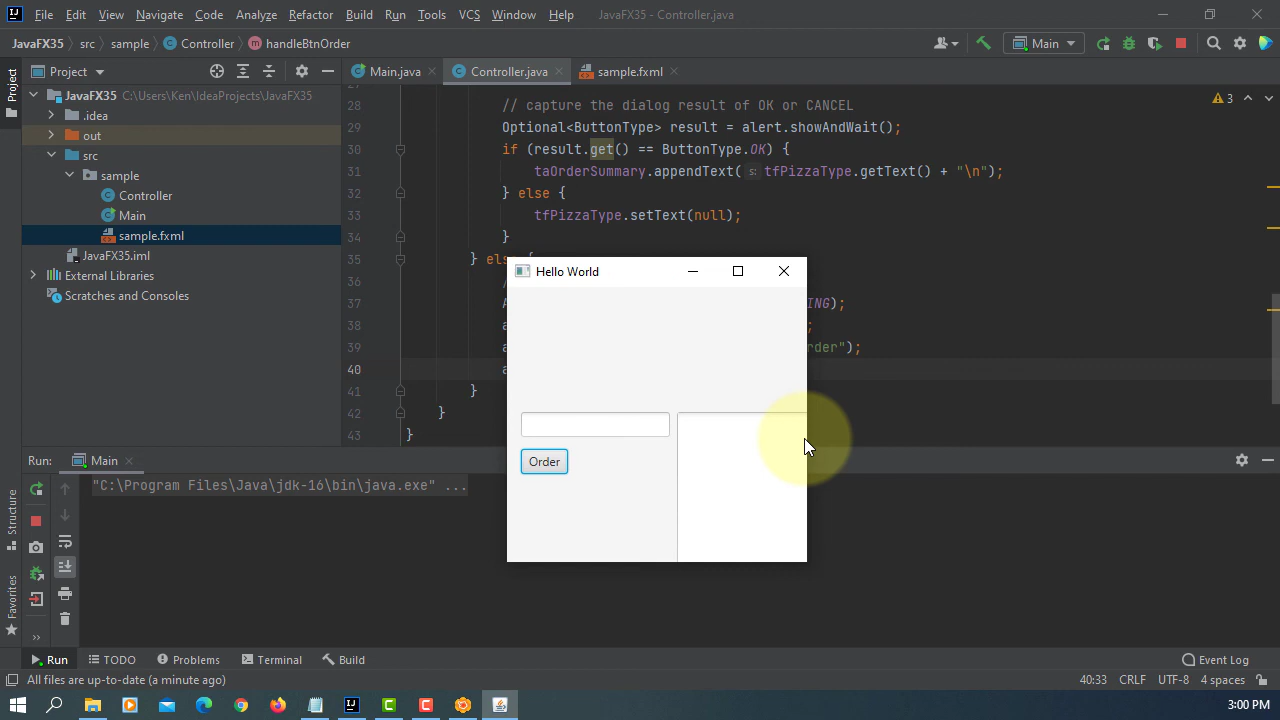 File Edit View Navigate Code Analyze Refactor Build Run Tools VCS Window Help JavaFX35 - Controller.java
JavaFX35 src sample Controller handleBtnOrder Main
Project Main.java Controller.java sample.fxml
Project
JavaFX35 C:\Users\Ken\IdeaProjects\JavaFX35
.idea
out
src
sample
Controller
Main
sample.fxml
JavaFX35.iml
External Libraries
Scratches and Consoles
3
28 // capture the dialog result of OK or CANCEL
29 Optional<ButtonType> result = alert.showAndWait();
30 if (result.get() == ButtonType.OK) {
31 taOrderSummary.appendText( s: tfPizzaType.getText() + "\n");
32 } else {
33 tfPizzaType.setText(null);
34 }
35 } els
36 /
37 ING);
38 a ;
39 a rder");
40 a
41 }
42 }
43 }
Hello World
Order
Run: Main
"C:\Program Files\Java\jdk-16\bin\java.exe" ...
Structure
Favorites
Run TODO Problems Terminal Build Event Log
All files are up-to-date (a minute ago) 40:33 CRLF UTF-8 4 spaces
3:00 PM